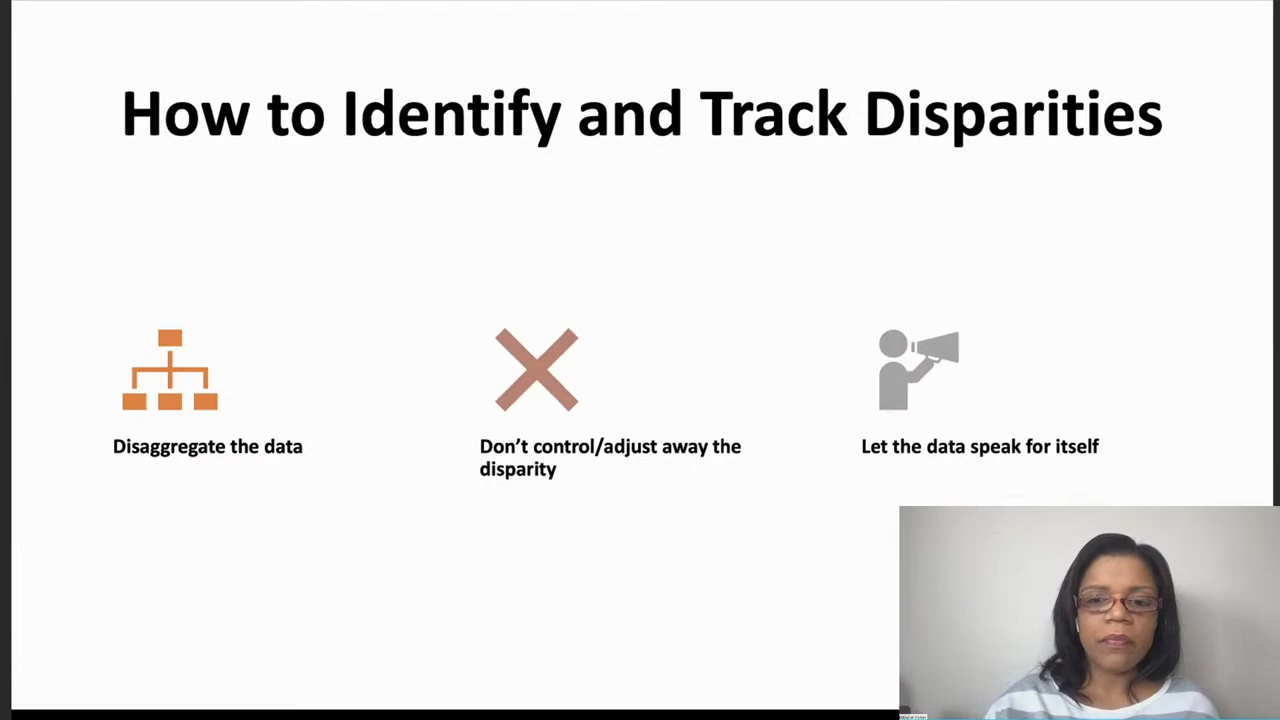 How to Identify and Track Disparities
Disaggregate the data
Don’t control/adjust away the
disparity
Let the data speak for itself